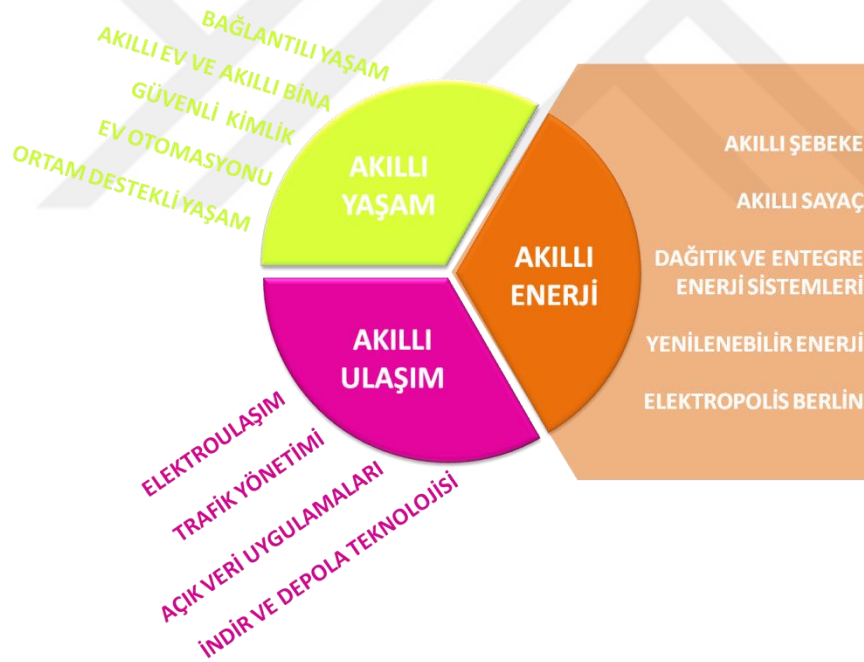 BAĞLANTILI YAŞAM
AKILLI EV VE AKILLI BİNA
GÜVENLİ KİMLİK
EV OTOMASYONU
ORTAM DESTEKLİ YAŞAM
AKILLI
YAŞAM
AKILLI
ENERJİ
AKILLI ŞEBEKE
AKILLI SAYAÇ
DAĞITIK VE ENTEGRE
ENERJİ SİSTEMLERİ
YENİLENEBİLİR ENERJİ
ELEKTROPOLİS BERLİN
AKILLI
ULAŞIM
ELEKTROULAŞIM
TRAFİK YÖNETİMİ
AÇIK VERİ UYGULAMALARI
İNDİR VE DEPOLA TEKNOLOJİSİ